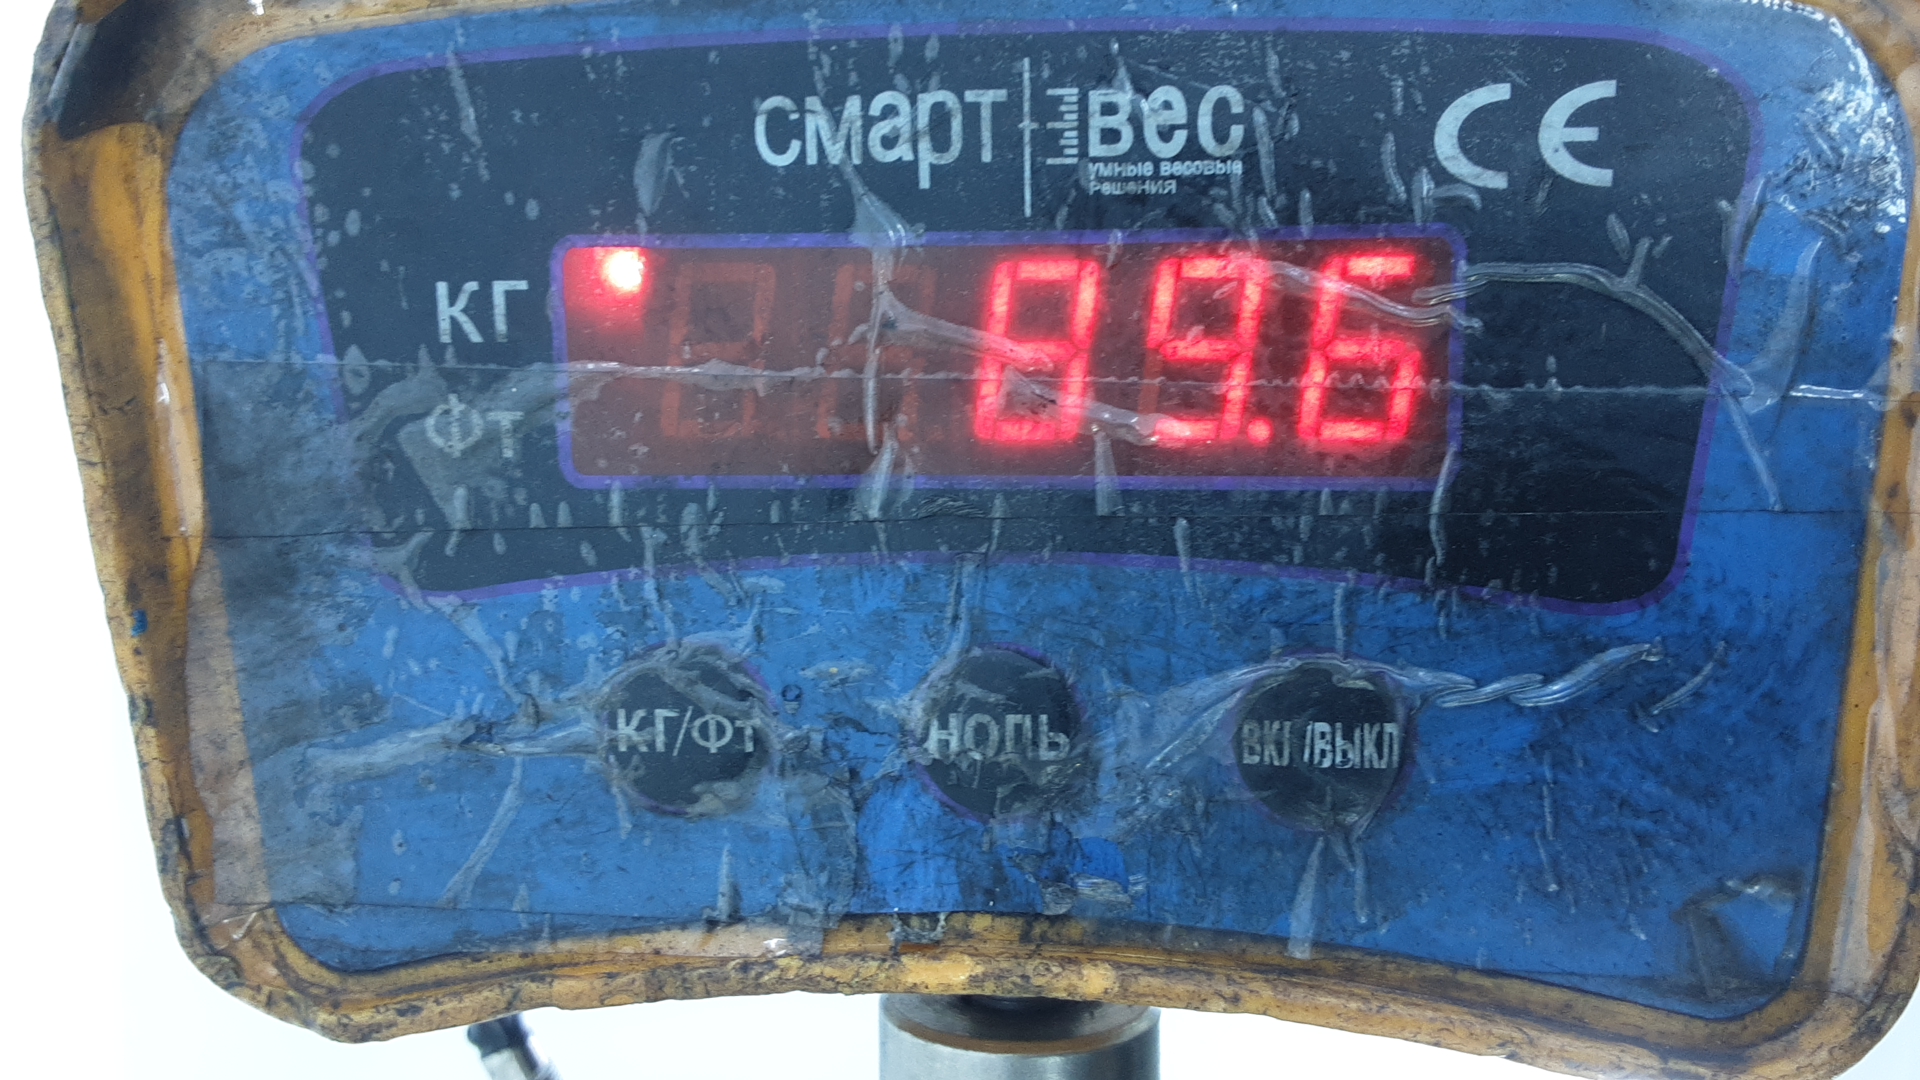 смарт вес
умные весовые
решения
CE
КГ
89.6
ФТ
КГ/ФТ НОЛЬ ВКЛ/ВЫКЛ